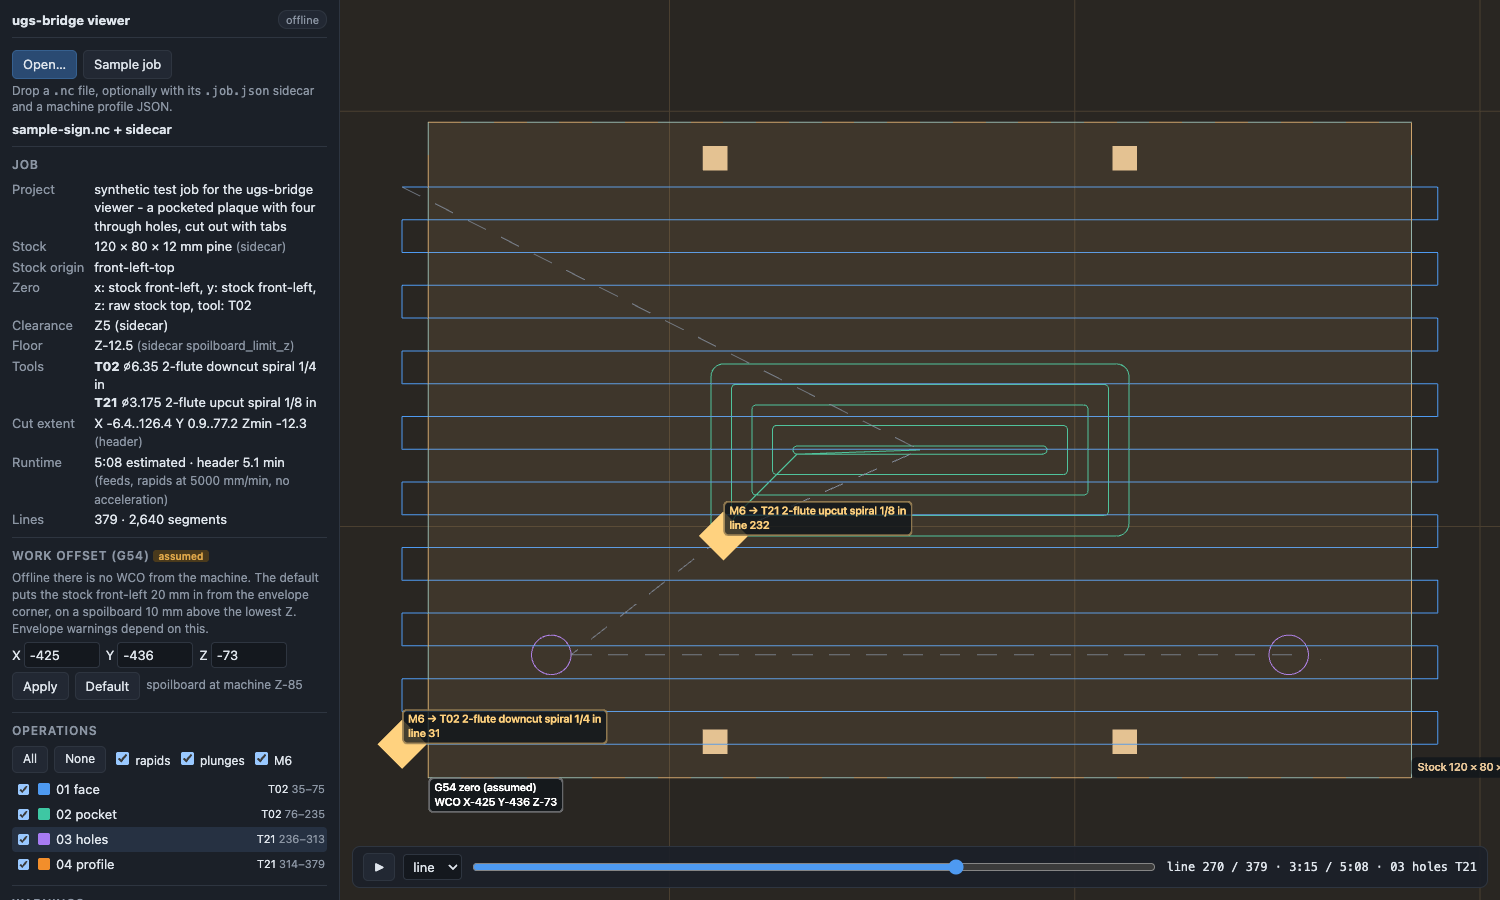 ugs-bridge viewer
offline
Open...
Sample job
Drop a .nc file, optionally with its .job.json sidecar
and a machine profile JSON.
sample-sign.nc + sidecar
JOB
Project synthetic test job for the ugs-bridge
viewer - a pocketed plaque with four
through holes, cut out with tabs
Stock 120 × 80 × 12 mm pine (sidecar)
Stock origin front-left-top
Zero x: stock front-left, y: stock front-left,
z: raw stock top, tool: T02
Clearance Z5 (sidecar)
Floor Z-12.5 (sidecar spoilboard_limit_z)
Tools T02 ⌀6.35 2-flute downcut spiral 1/4
in
T21 ⌀3.175 2-flute upcut spiral 1/8 in
Cut extent X -6.4..126.4 Y 0.9..77.2 Zmin -12.3
(header)
Runtime 5:08 estimated · header 5.1 min
(feeds, rapids at 5000 mm/min, no
acceleration)
Lines 379 · 2,640 segments
WORK OFFSET (G54) assumed
Offline there is no WCO from the machine. The default
puts the stock front-left 20 mm in from the envelope
corner, on a spoilboard 10 mm above the lowest Z.
Envelope warnings depend on this.
X -425 Y -436 Z -73
Apply Default spoilboard at machine Z-85
OPERATIONS
All None rapids plunges M6
01 face T02 35–75
02 pocket T02 76–235
03 holes T21 236–313
04 profile T21 314–379
M6 → T21 2-flute upcut spiral 1/8 in
line 232
M6 → T02 2-flute downcut spiral 1/4 in
line 31
Stock 120 × 80 ×
G54 zero (assumed)
WCO X-425 Y-436 Z-73
line
line 270 / 379 · 3:15 / 5:08 · 03 holes T21